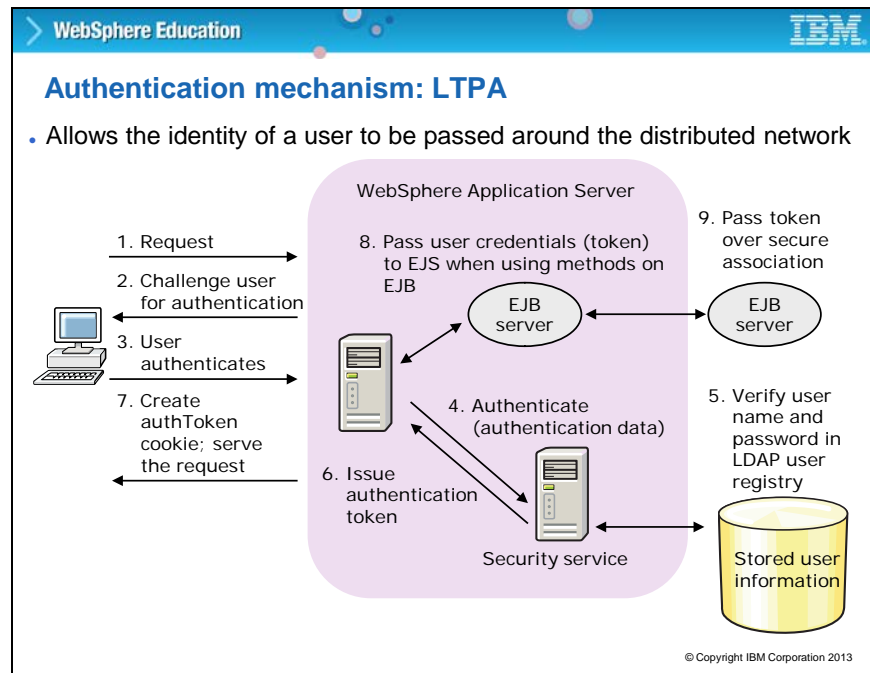 WebSphere Education
IBM
Authentication mechanism: LTPA
• Allows the identity of a user to be passed around the distributed network
WebSphere Application Server
1. Request
2. Challenge user
for authentication
3. User
authenticates
7. Create
authToken
cookie; serve
the request
8. Pass user credentials (token)
to EJS when using methods on
EJB
EJB
server
9. Pass token
over secure
association
EJB
server
4. Authenticate
(authentication data)
6. Issue
authentication
token
Security service
5. Verify user
name and
password in
LDAP user
registry
Stored user
information
© Copyright IBM Corporation 2013